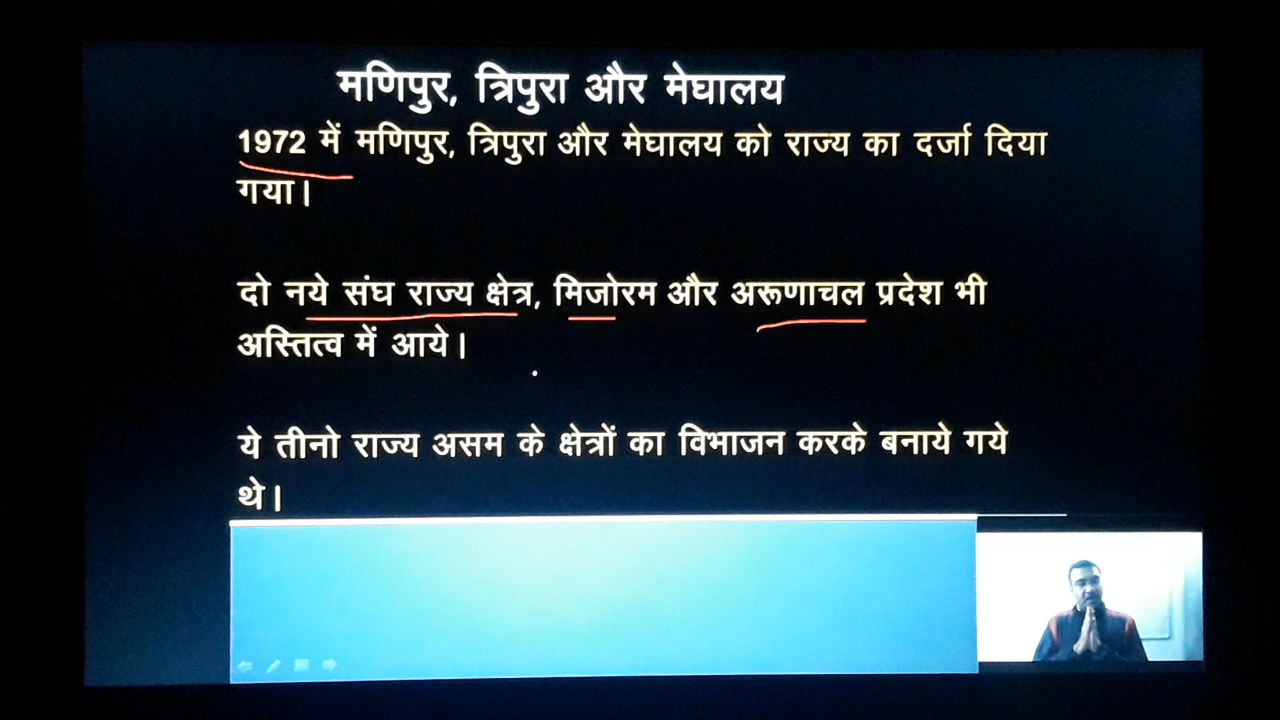 मणिपुर, त्रिपुरा और मेघालय
1972 में मणिपुर, त्रिपुरा और मेघालय को राज्य का दर्जा दिया
गया।
दो नये संघ राज्य क्षेत्र, मिजोरम और अरूणाचल प्रदेश भी
अस्तित्व में आये।
ये तीनो राज्य असम के क्षेत्रों का विभाजन करके बनाये गये
थे।